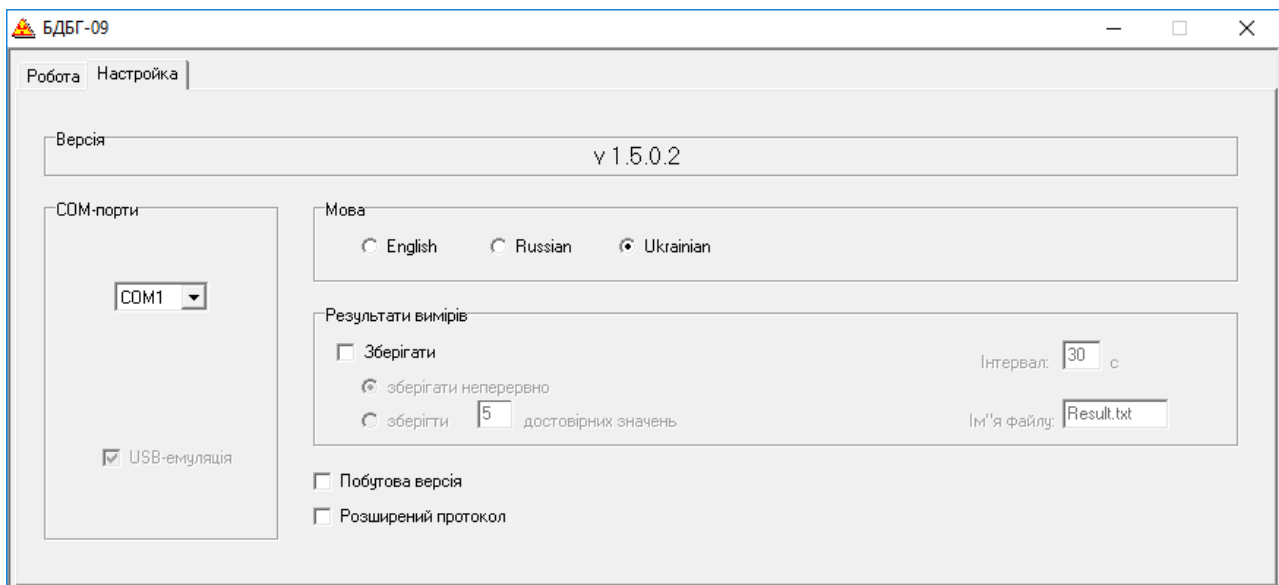 БДБГ-09
Робота Настройка
Версія
v 1.5.0.2
COM-порти
COM1
USB-емуляція
Мова
English Russian Ukrainian
Результати вимірів
Зберігати
зберігати неперервно
зберігти 5 достовірних значень
Інтервал: 30 с
Ім"я файлу: Result.txt
Побутова версія
Розширений протокол